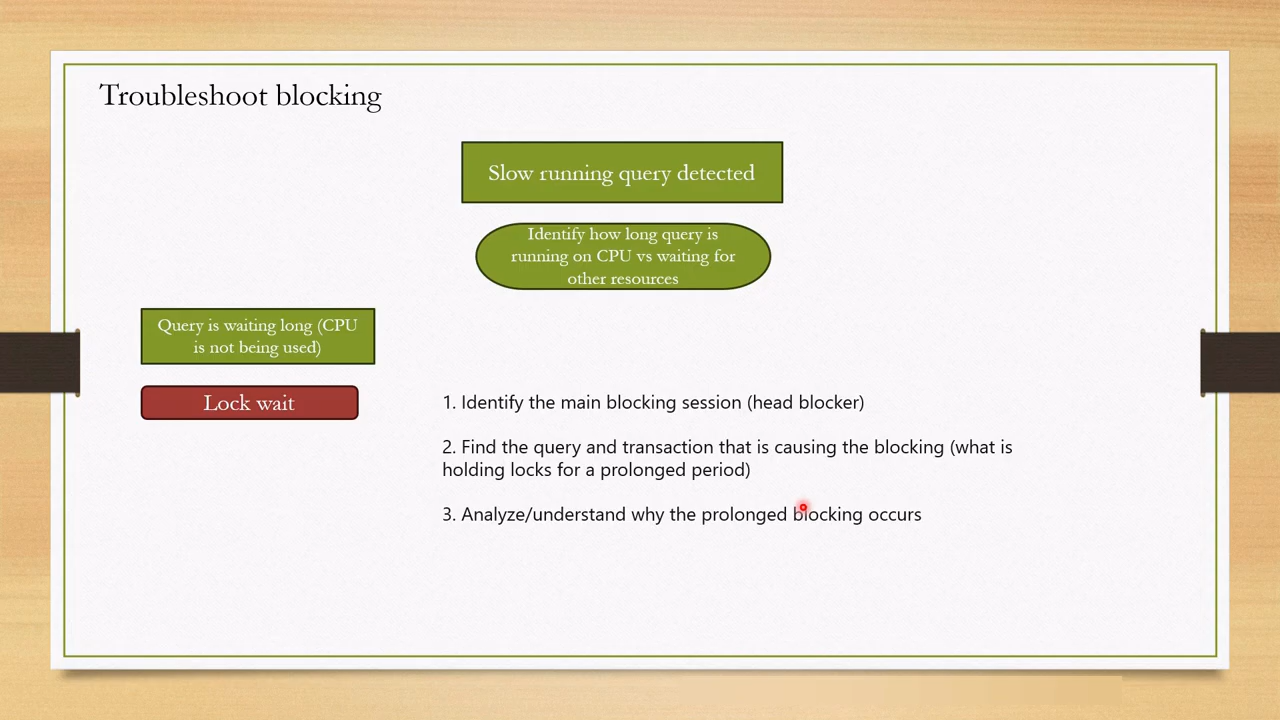 Troubleshoot blocking
Slow running query detected
Identify how long query is
running on CPU vs waiting for
other resources
Query is waiting long (CPU
is not being used)
Lock wait
1. Identify the main blocking session (head blocker)
2. Find the query and transaction that is causing the blocking (what is
holding locks for a prolonged period)
3. Analyze/understand why the prolonged blocking occurs